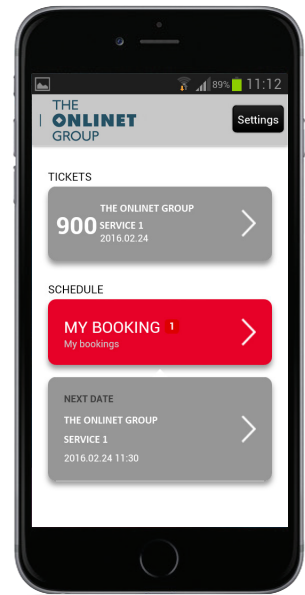 89% 11:12
THE
ONLINET
GROUP
Settings
TICKETS
900
THE ONLINET GROUP
SERVICE 1
2016.02.24
SCHEDULE
MY BOOKING 1
My bookings
NEXT DATE
THE ONLINET GROUP
SERVICE 1
2016.02.24 11:30